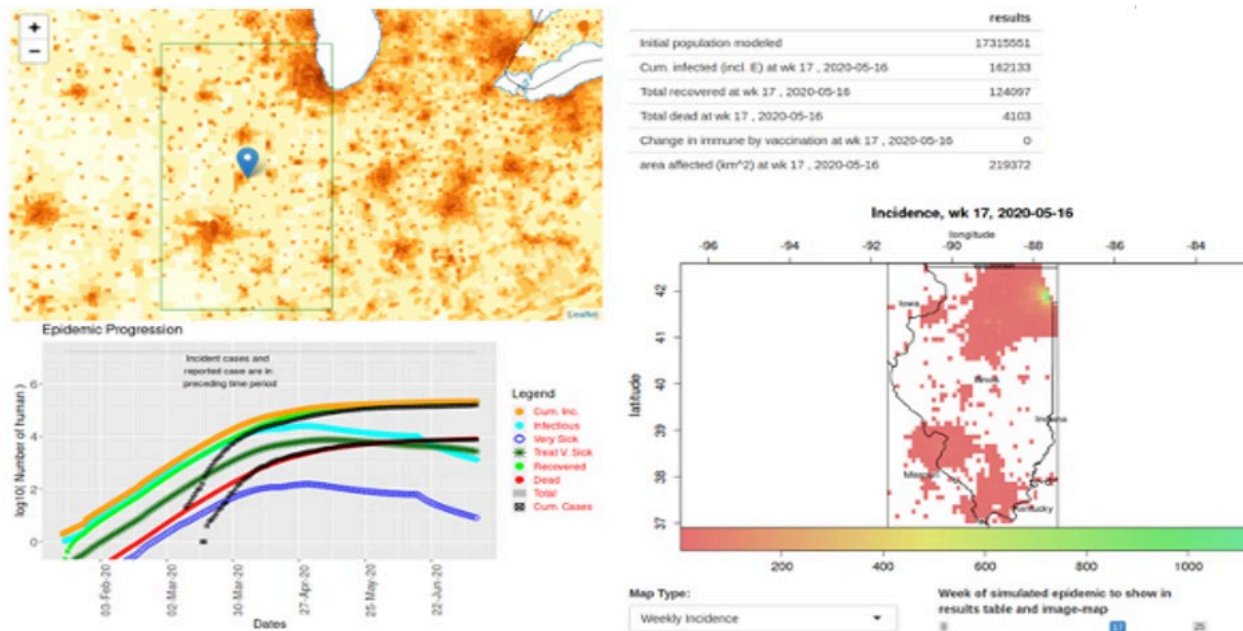 +
−
Leaflet
Epidemic Progression
Incident cases and
reported case are in
preceding time period
log10( Number of human )
6
4
2
0
03-Feb-20
02-Mar-20
30-Mar-20
27-Apr-20
25-May-20
22-Jun-20
Dates
Legend
Cum. Inc.
Infectious
Very Sick
Treat V. Sick
Recovered
Dead
Total
Cum. Cases
results
Initial population modeled 17315551
Cum. infected (incl. E) at wk 17 , 2020-05-16 162133
Total recovered at wk 17 , 2020-05-16 124097
Total dead at wk 17 , 2020-05-16 4103
Change in immune by vaccination at wk 17 , 2020-05-16 0
area affected (km^2) at wk 17 , 2020-05-16 219372
Incidence, wk 17, 2020-05-16
longitude
-96 -94 -92 -90 -88 -86 -84
latitude
42
41
40
39
38
37
Iowa
Illinois
Indiana
Missouri
Kentucky
200 400 600 800 1000
Map Type:
Weekly Incidence
Week of simulated epidemic to show in
results table and image-map
0 17 25